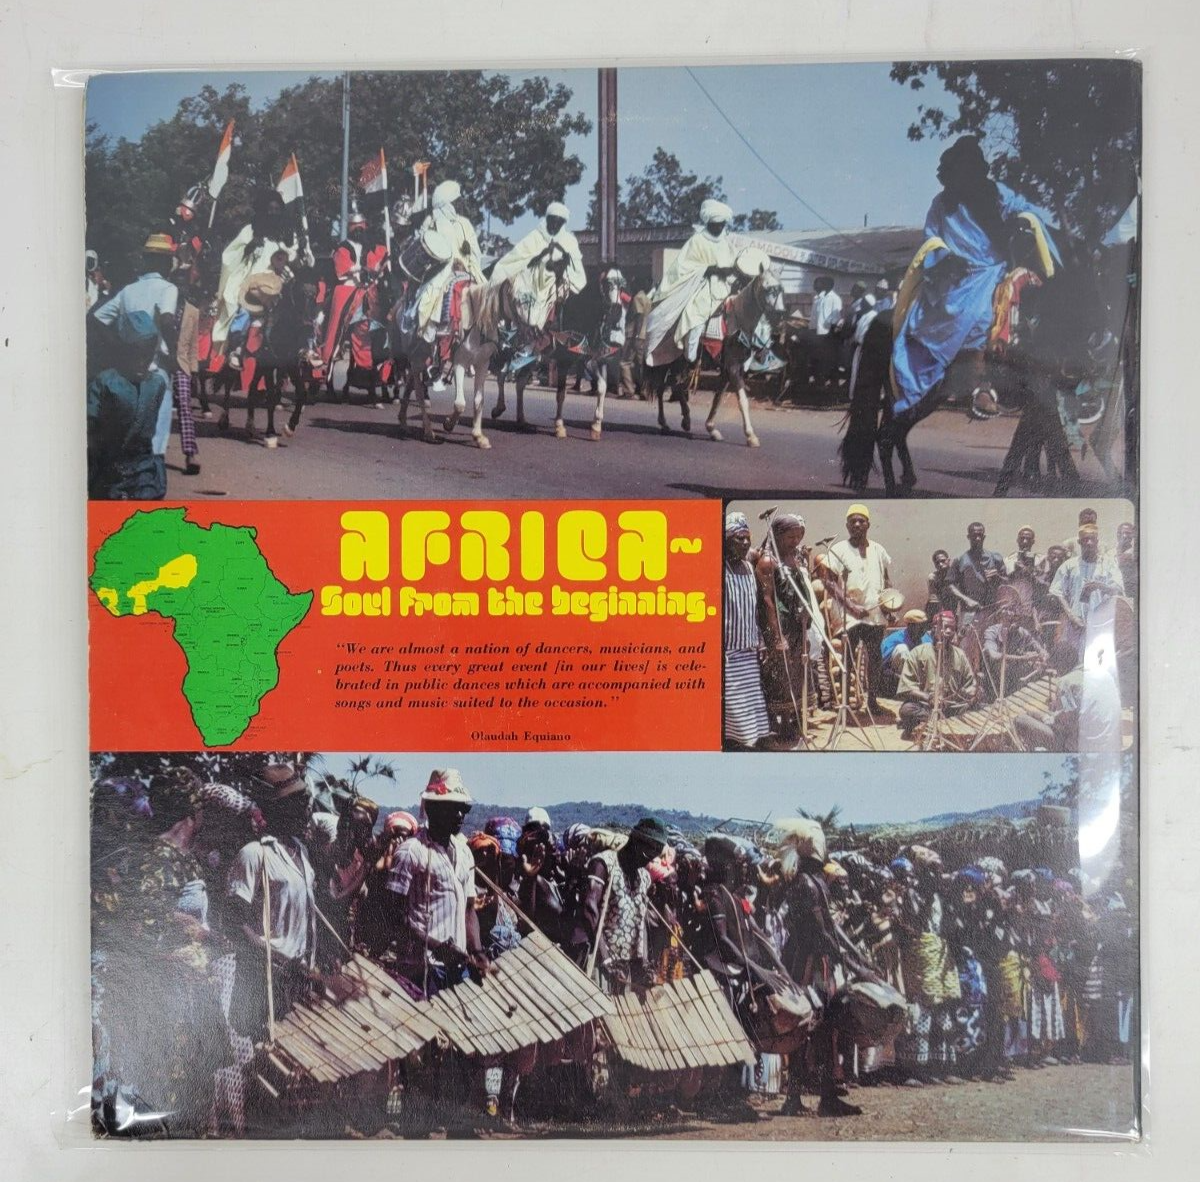 AFRICA~
Soul from the beginning.
"We are almost a nation of dancers, musicians, and
poets. Thus every great event [in our lives] is cele-
brated in public dances which are accompanied with
songs and music suited to the occasion."
Olaudah Equiano